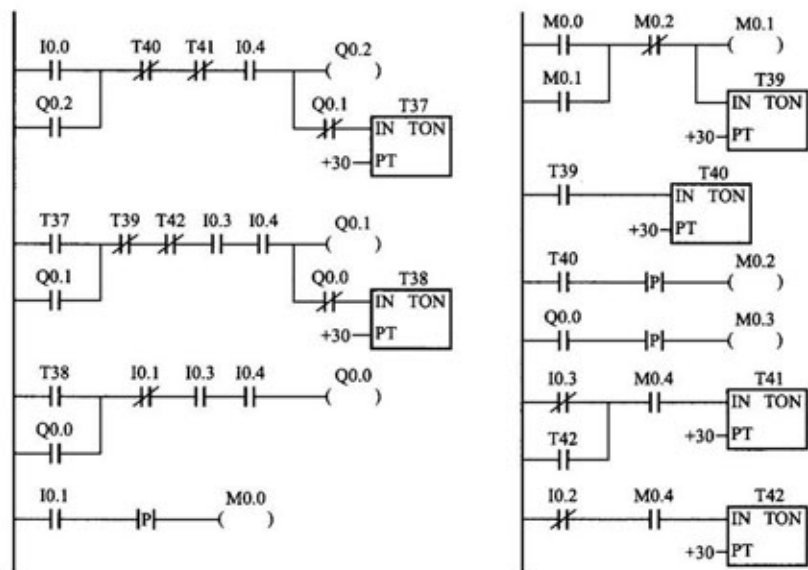 I0.0 T40 T41 I0.4 Q0.2
Q0.2 Q0.1 T37
IN TON
+30 PT
T37 T39 T42 I0.3 I0.4 Q0.1
Q0.1 Q0.0 T38
IN TON
+30 PT
T38 I0.1 I0.3 I0.4 Q0.0
Q0.0
I0.1 P M0.0
M0.0 M0.2 M0.1
M0.1 T39
IN TON
+30 PT
T39 T40
IN TON
+30 PT
T40 P M0.2
Q0.0 P M0.3
I0.3 M0.4 T41
IN TON
T42 +30 PT
I0.2 M0.4 T42
IN TON
+30 PT